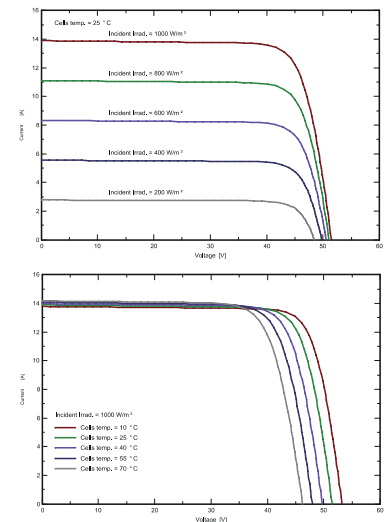 16
14
12
10
8
6
4
2
0
Current [A]
Cells temp. = 25 °C
Incident Irrad. = 1000 W/m²
Incident Irrad. = 800 W/m²
Incident Irrad. = 600 W/m²
Incident Irrad. = 400 W/m²
Incident Irrad. = 200 W/m²
0 10 20 30 40 50 60
Voltage [V]
16
14
12
10
8
6
4
2
0
Current [A]
Incident Irrad. = 1000 W/m²
Cells temp. = 10 °C
Cells temp. = 25 °C
Cells temp. = 40 °C
Cells temp. = 55 °C
Cells temp. = 70 °C
0 10 20 30 40 50 60
Voltage [V]